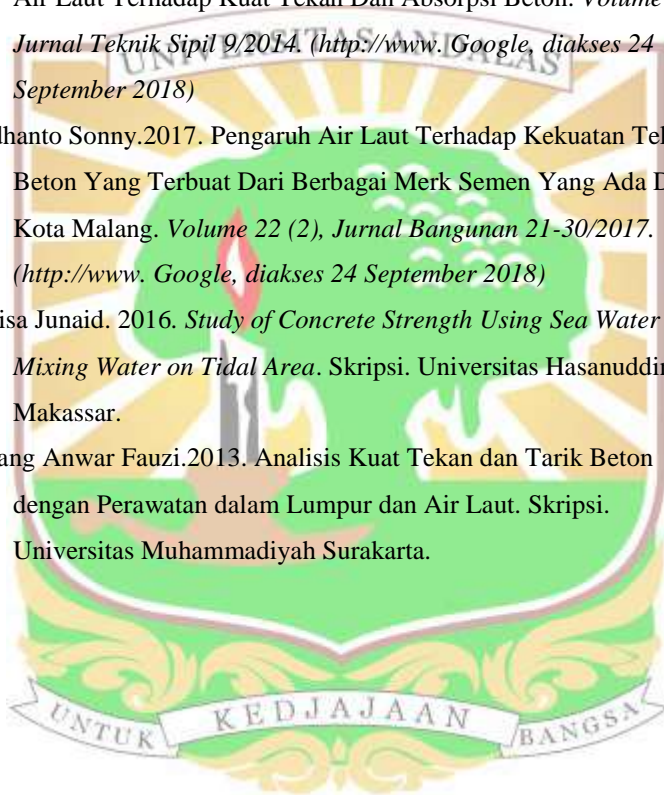 Air Laut Terhadap Kuat Tekan Dan Absorpsi Beton. Volume
Jurnal Teknik Sipil 9/2014. (http://www. Google, diakses 24
UNIVERSITAS ANDALAS
September 2018)
dhanto Sonny.2017. Pengaruh Air Laut Terhadap Kekuatan Te
Beton Yang Terbuat Dari Berbagai Merk Semen Yang Ada D
Kota Malang. Volume 22 (2), Jurnal Bangunan 21-30/2017.
(http://www. Google, diakses 24 September 2018)
isa Junaid. 2016. Study of Concrete Strength Using Sea Water
Mixing Water on Tidal Area. Skripsi. Universitas Hasanuddin
Makassar.
ang Anwar Fauzi.2013. Analisis Kuat Tekan dan Tarik Beton
dengan Perawatan dalam Lumpur dan Air Laut. Skripsi.
Universitas Muhammadiyah Surakarta.
UNTUK KEDJAJAAN BANGSA